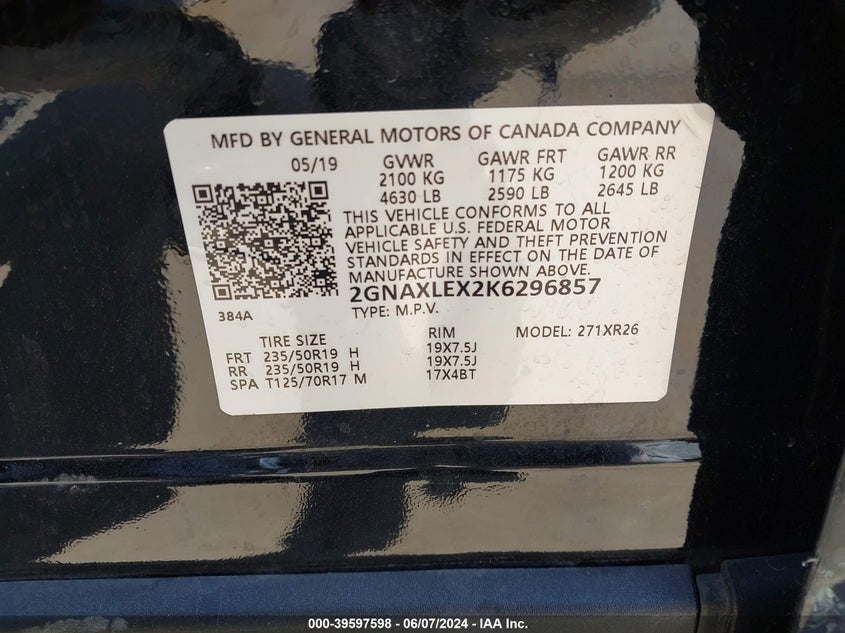 MFD BY GENERAL MOTORS OF CANADA COMPANY
05/19 GVWR GAWR FRT GAWR RR
2100 KG 1175 KG 1200 KG
4630 LB 2590 LB 2645 LB
THIS VEHICLE CONFORMS TO ALL
APPLICABLE U.S. FEDERAL MOTOR
VEHICLE SAFETY AND THEFT PREVENTION
STANDARDS IN EFFECT ON THE DATE OF
MANUFACTURE SHOWN ABOVE.
2GNAXLEX2K6296857
384A TYPE: M.P.V.
TIRE SIZE RIM MODEL: 271XR26
FRT 235/50R19 H 19X7.5J
RR 235/50R19 H 19X7.5J
SPA T125/70R17 M 17X4BT
000-39597598 - 06/07/2024 - IAA Inc.